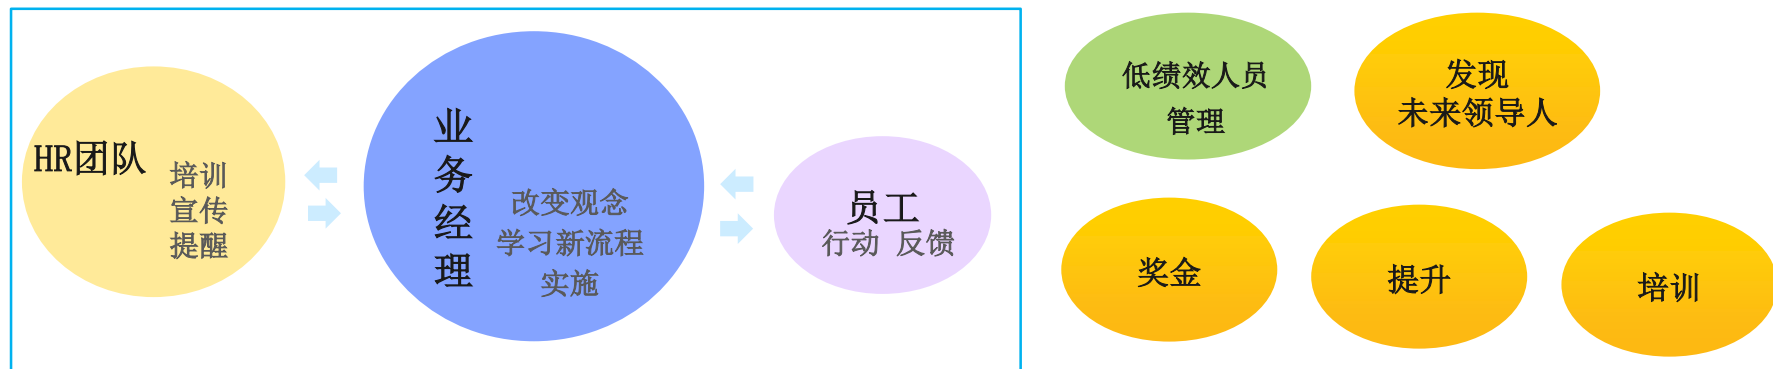 HR团队
培训
宣传
提醒
业
务
经
理
改变观念
学习新流程
实施
员工
行动 反馈
低绩效人员
管理
发现
未来领导人
奖金
提升
培训